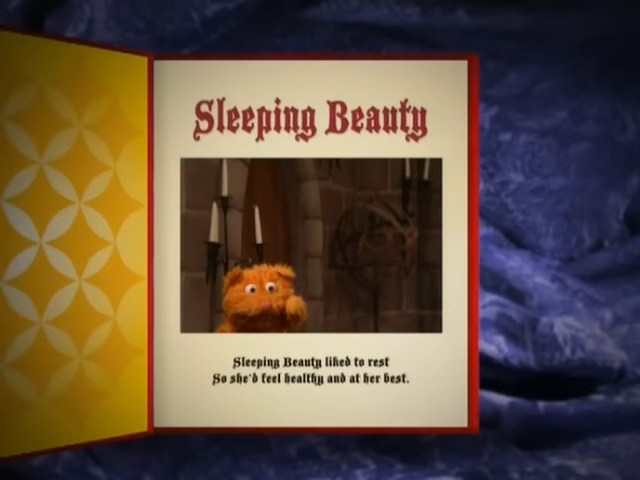 Sleeping Beauty
Sleeping Beauty liked to rest
So she'd feel healthy and at her best.